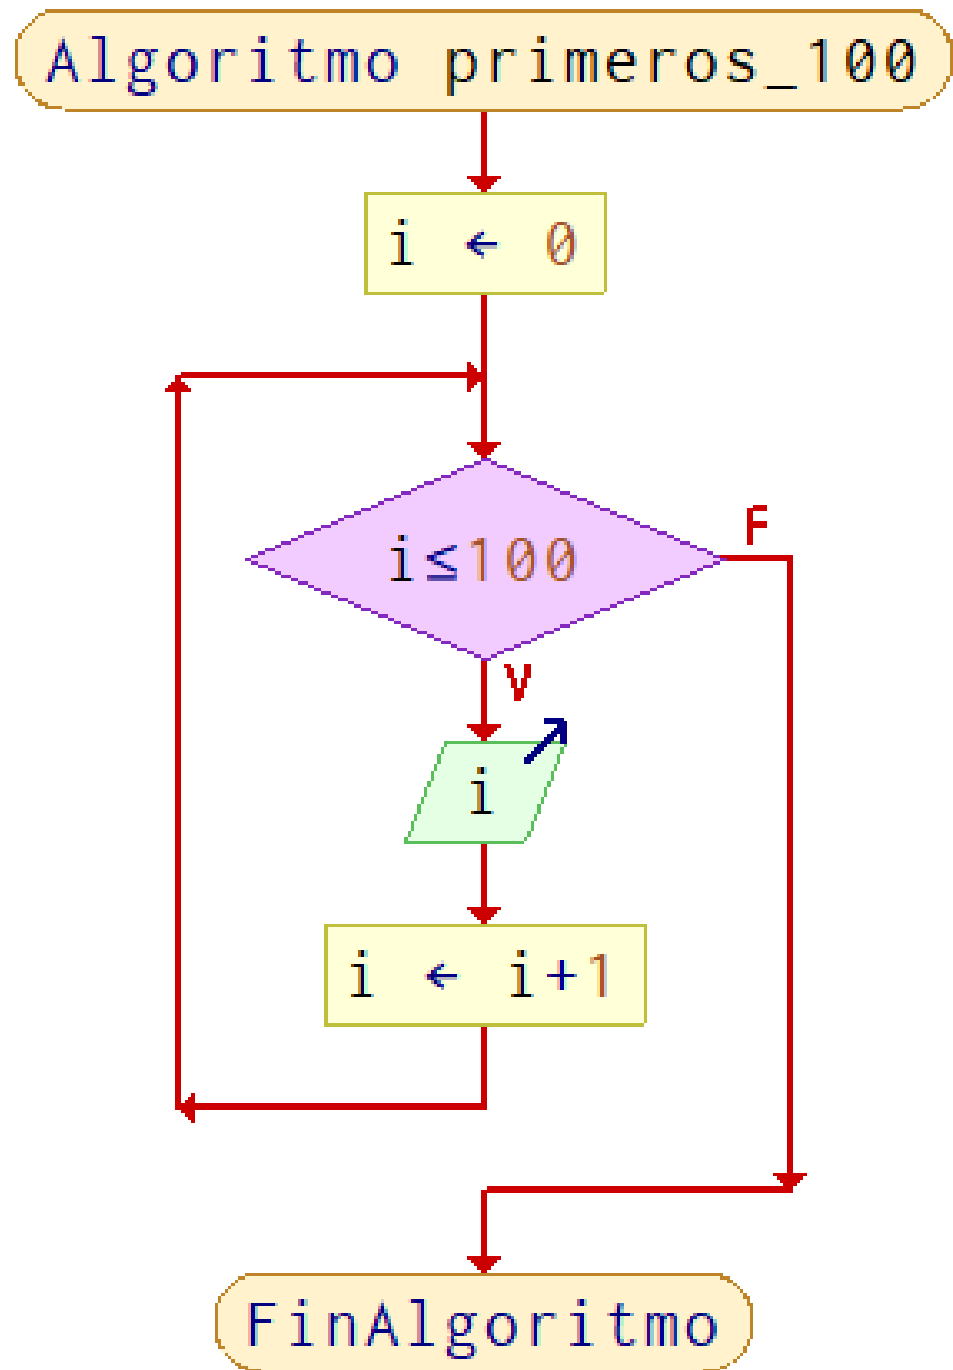 Algoritmo primeros_100
i ← 0
i≤100
F
V
i
i ← i+1
FinAlgoritmo